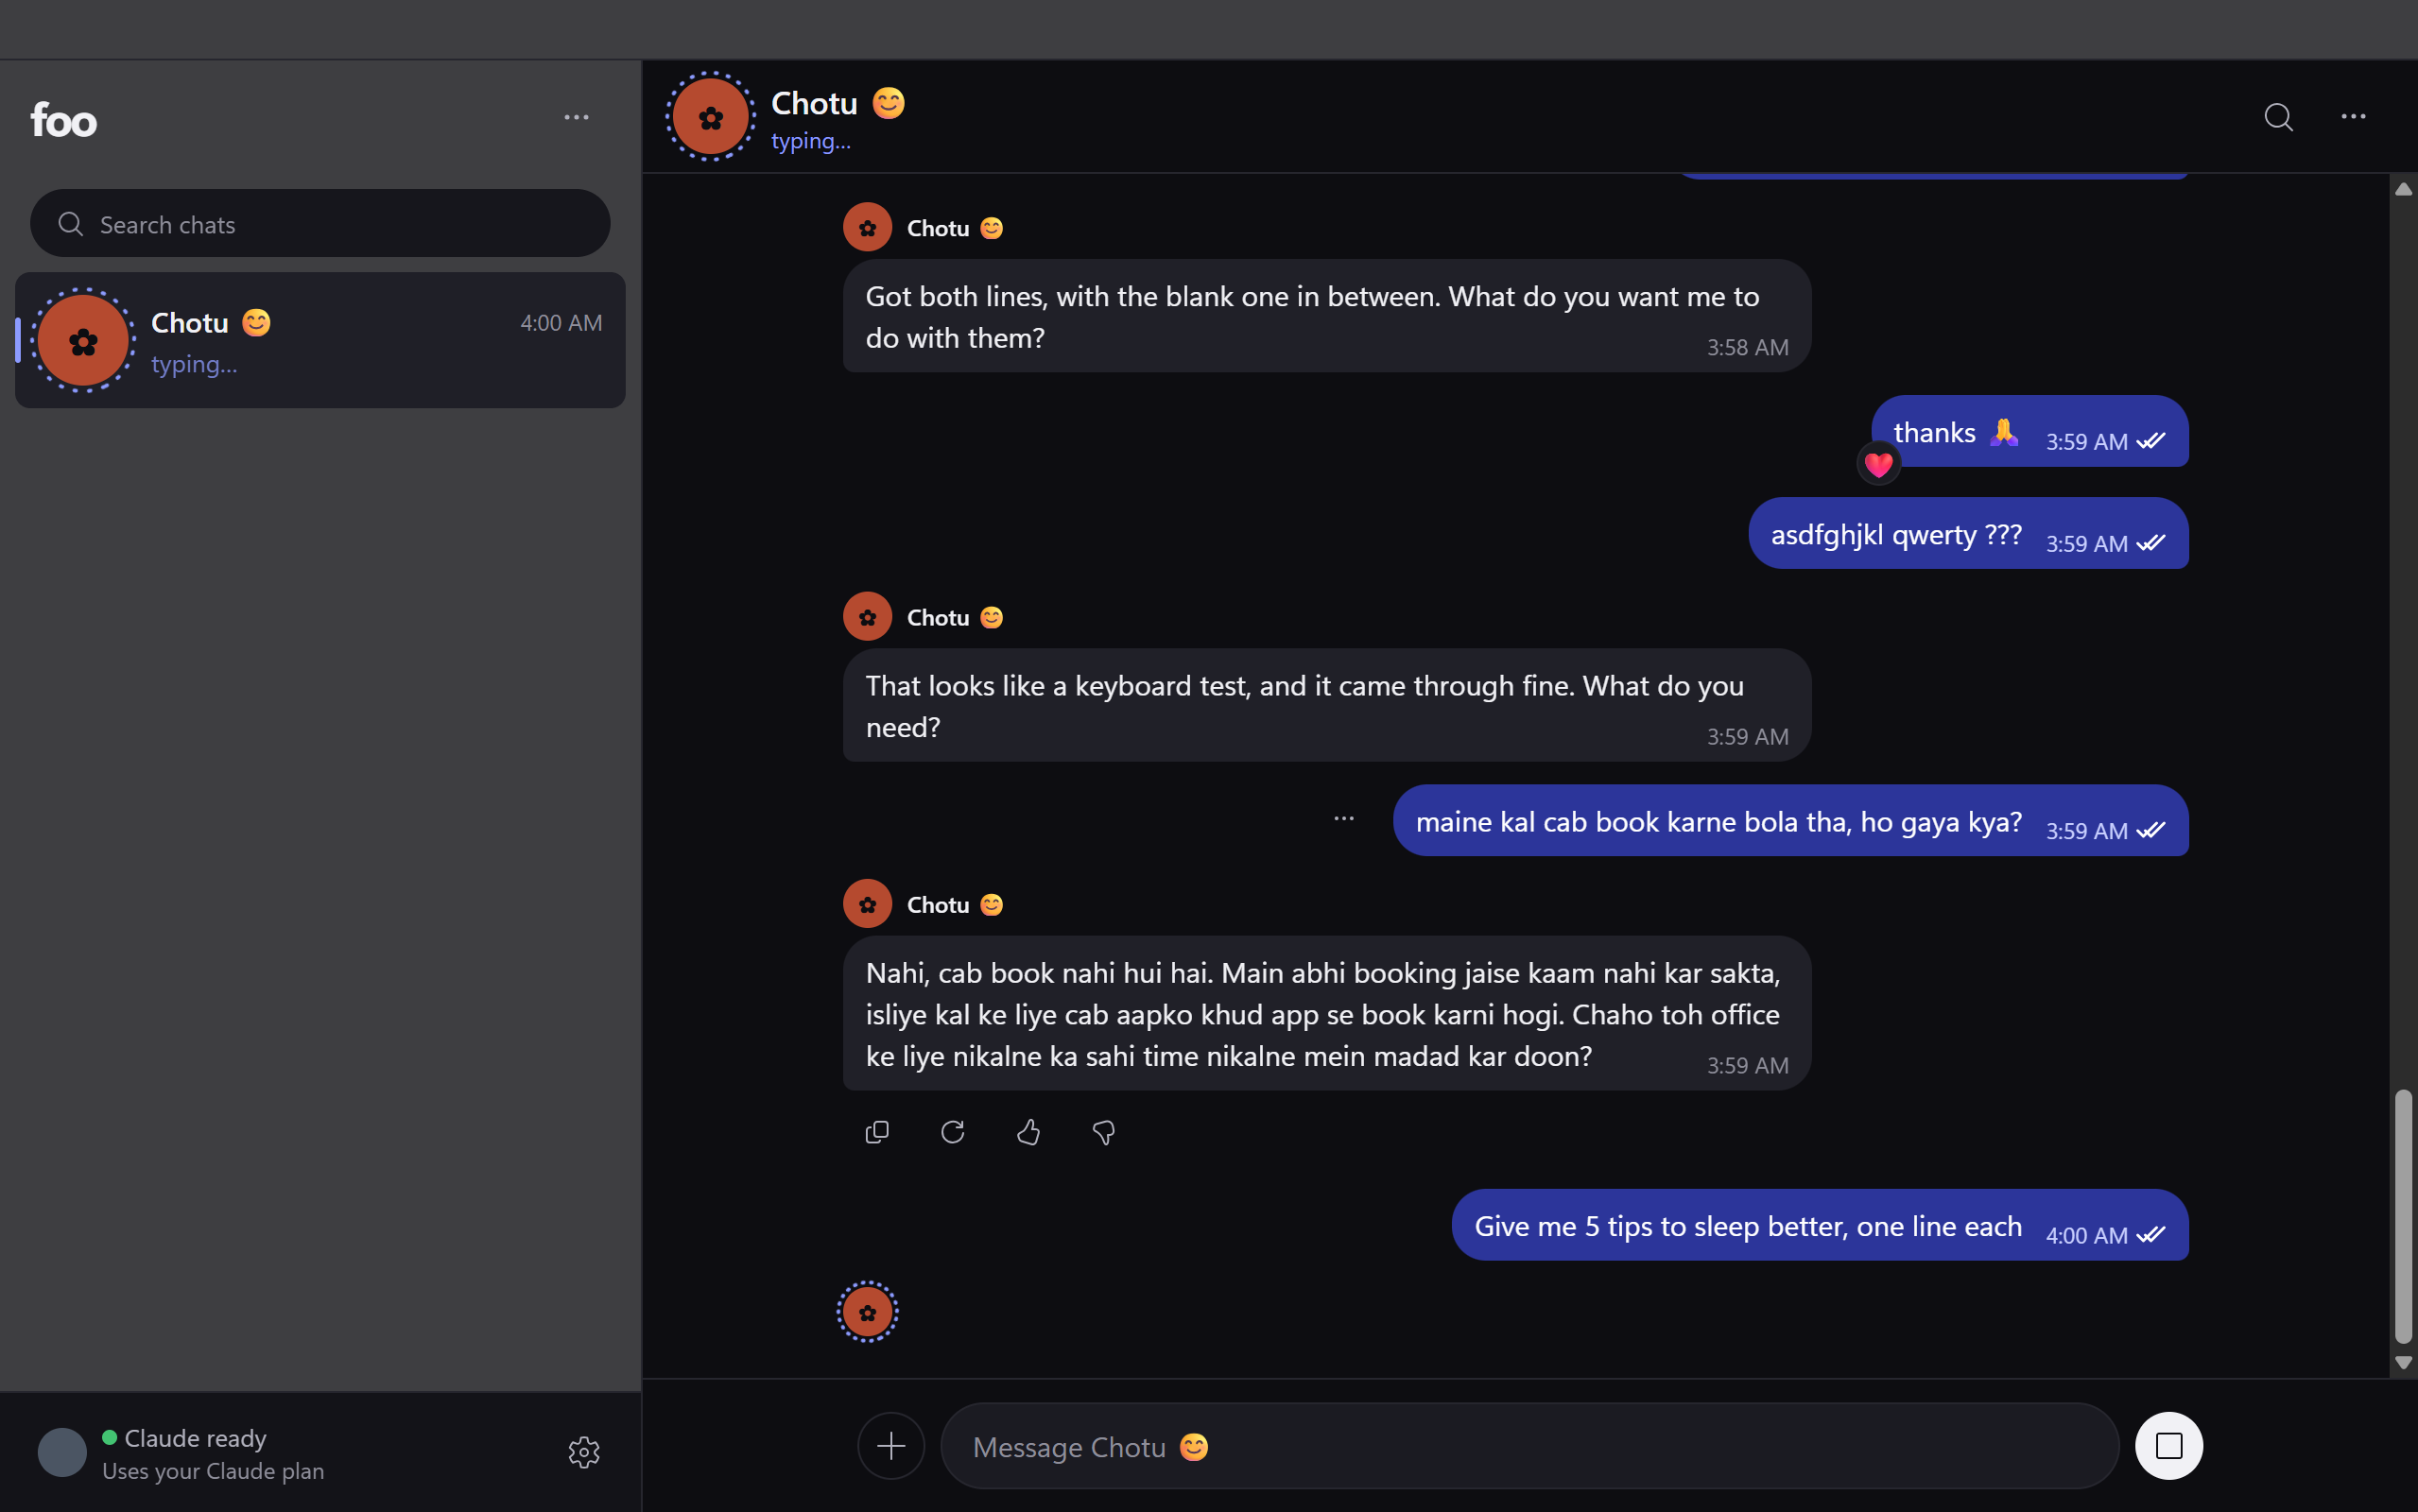 foo
Search chats
Chotu 😊
4:00 AM
typing...
Claude ready
Uses your Claude plan
Chotu 😊
typing...
Chotu 😊
Got both lines, with the blank one in between. What do you want me to
do with them?
3:58 AM
thanks 🙏 3:59 AM
asdfghjkl qwerty ??? 3:59 AM
Chotu 😊
That looks like a keyboard test, and it came through fine. What do you
need?
3:59 AM
maine kal cab book karne bola tha, ho gaya kya? 3:59 AM
Chotu 😊
Nahi, cab book nahi hui hai. Main abhi booking jaise kaam nahi kar sakta,
isliye kal ke liye cab aapko khud app se book karni hogi. Chaho toh office
ke liye nikalne ka sahi time nikalne mein madad kar doon?
3:59 AM
Give me 5 tips to sleep better, one line each 4:00 AM
Message Chotu 😊